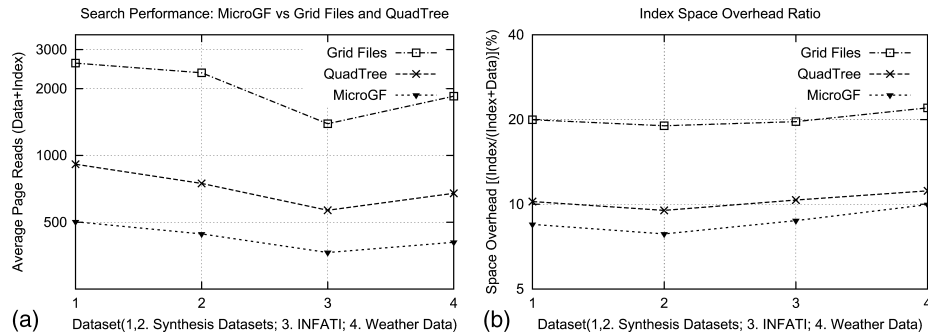 Search Performance: MicroGF vs Grid Files and QuadTree
Average Page Reads (Data+Index)
3000
2000
1000
500
Grid Files
QuadTree
MicroGF
1 2 3 4
(a) Dataset(1,2. Synthesis Datasets; 3. INFATI; 4. Weather Data)
Index Space Overhead Ratio
Space Overhead [(Index/(Index+Data)](%)
40
20
10
5
Grid Files
QuadTree
MicroGF
1 2 3 4
(b) Dataset(1,2. Synthesis Datasets; 3. INFATI; 4. Weather Data)